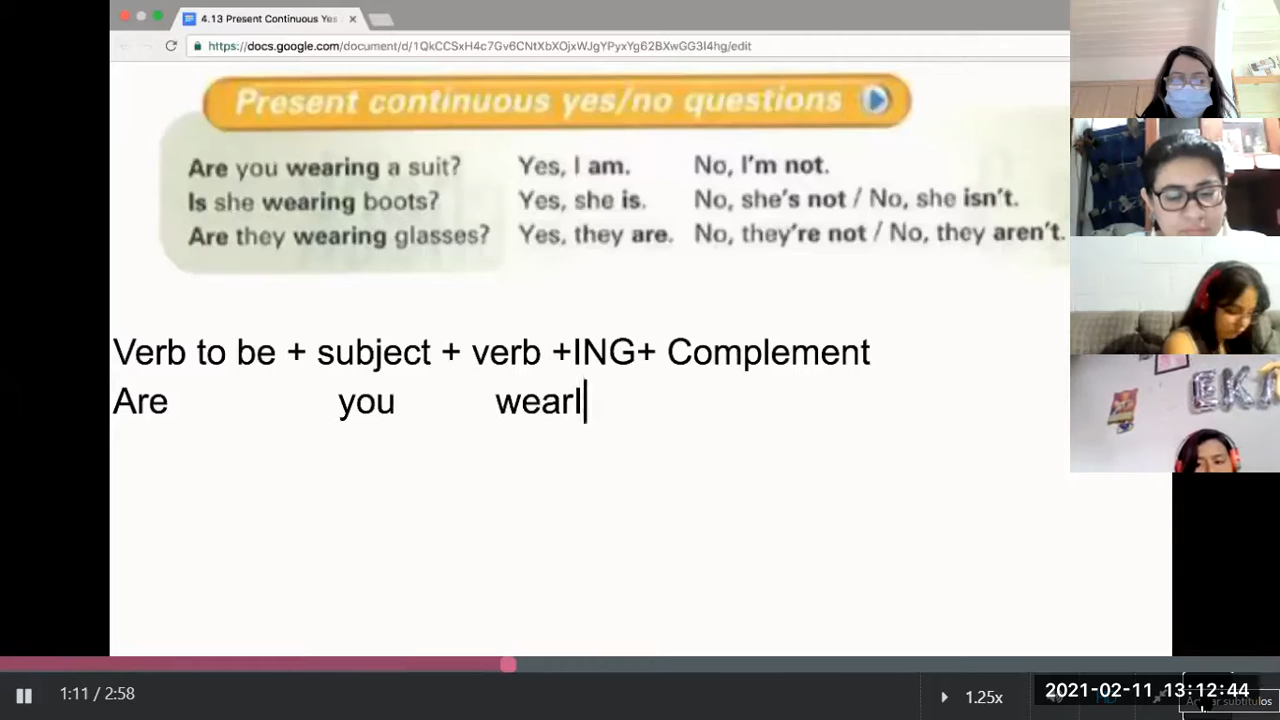 4.13 Present Continuous Yes
https://docs.google.com/document/d/1QkCCSxH4c7Gv6CNtXbXOjxWJgYPyxYg62BXwGG3I4hg/edit
Present continuous yes/no questions
Are you wearing a suit? Yes, I am. No, I'm not.
Is she wearing boots? Yes, she is. No, she's not / No, she isn't.
Are they wearing glasses? Yes, they are. No, they're not / No, they aren't.
Verb to be + subject + verb +ING+ Complement
Are you wearI
EKA
1:11 / 2:58
1.25x
2021-02-11 13:12:44
HD
subtítulos